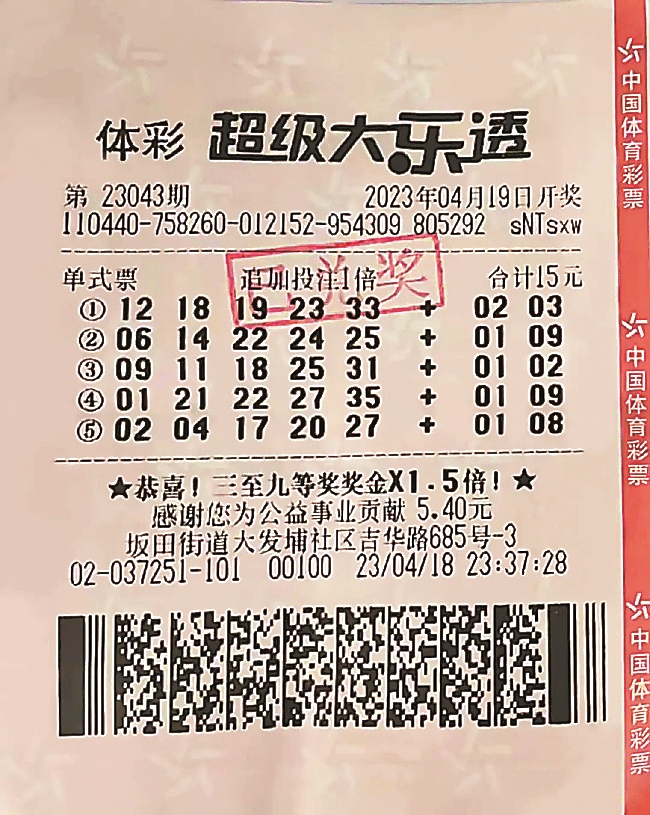 体彩 超级大乐透
第 23043期 2023年04月19日开奖
110440-758260-012152-954309 805292 sNTsxw
单式票 追加投注1倍 合计15元
已兑奖
① 12 18 19 23 33 + 02 03
② 06 14 22 24 25 + 01 09
③ 09 11 18 25 31 + 01 02
④ 01 21 22 27 35 + 01 09
⑤ 02 04 17 20 27 + 01 08
★恭喜！三至九等奖奖金X1.5倍！★
感谢您为公益事业贡献 5.40元
坂田街道大发埔社区吉华路685号-3
02-037251-101 00100 23/04/18 23:37:28
中国体育彩票
中国体育彩票
中国体育彩票